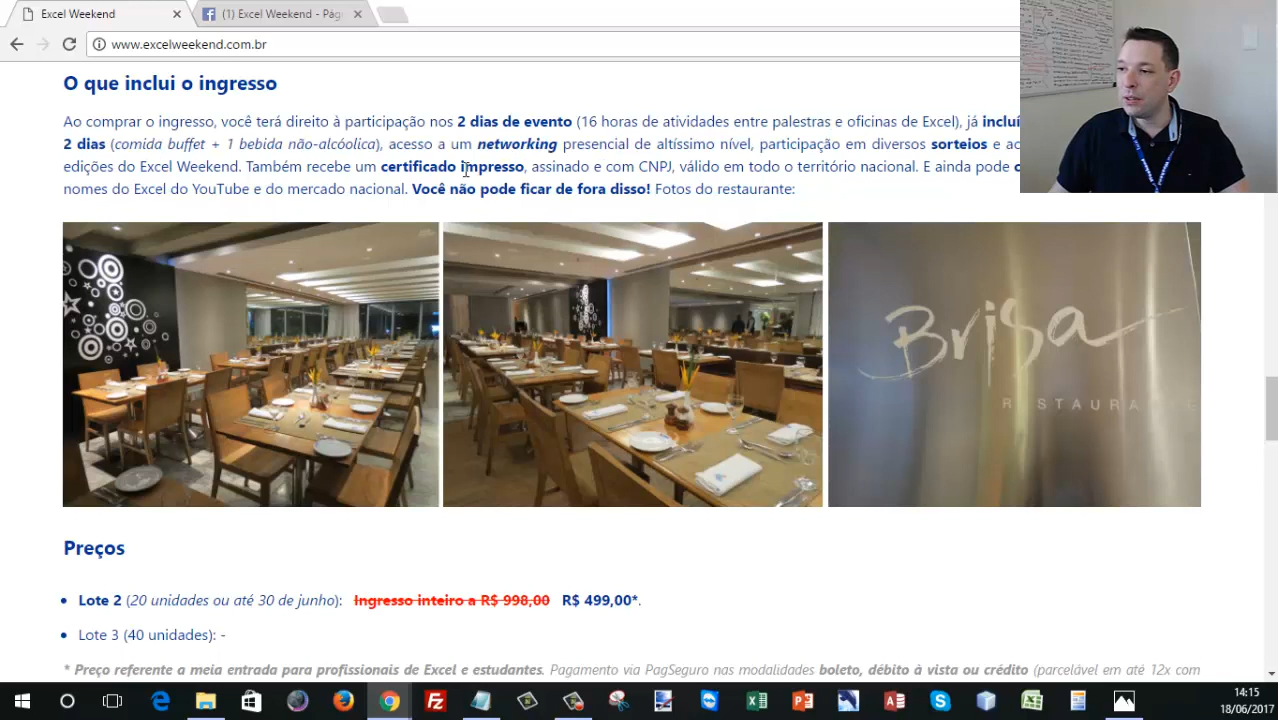 Excel Weekend
(1) Excel Weekend - Pág
www.excelweekend.com.br
O que inclui o ingresso
Ao comprar o ingresso, você terá direito à participação nos 2 dias de evento (16 horas de atividades entre palestras e oficinas de Excel), já incluí
2 dias (comida buffet + 1 bebida não-alcóolica), acesso a um networking presencial de altíssimo nível, participação em diversos sorteios e ac
edições do Excel Weekend. Também recebe um certificado impresso, assinado e com CNPJ, válido em todo o território nacional. E ainda pode c
nomes do Excel do YouTube e do mercado nacional. Você não pode ficar de fora disso! Fotos do restaurante:
Brisa
RESTAURANTE
Preços
• Lote 2 (20 unidades ou até 30 de junho): Ingresso inteiro a R$ 998,00 R$ 499,00*.
• Lote 3 (40 unidades): -
* Preço referente a meia entrada para profissionais de Excel e estudantes. Pagamento via PagSeguro nas modalidades boleto, débito à vista ou crédito (parcelável em até 12x com
14:15
18/06/2017